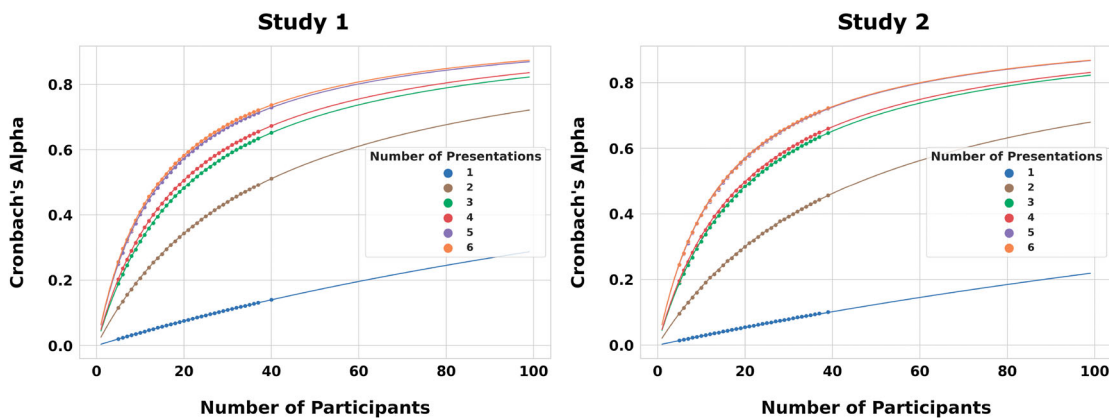 Study 1
Cronbach's Alpha
0.8
0.6
0.4
0.2
0.0
Number of Presentations
1
2
3
4
5
6
0 20 40 60 80 100
Number of Participants
Study 2
Cronbach's Alpha
0.8
0.6
0.4
0.2
0.0
Number of Presentations
1
2
3
4
5
6
0 20 40 60 80 100
Number of Participants